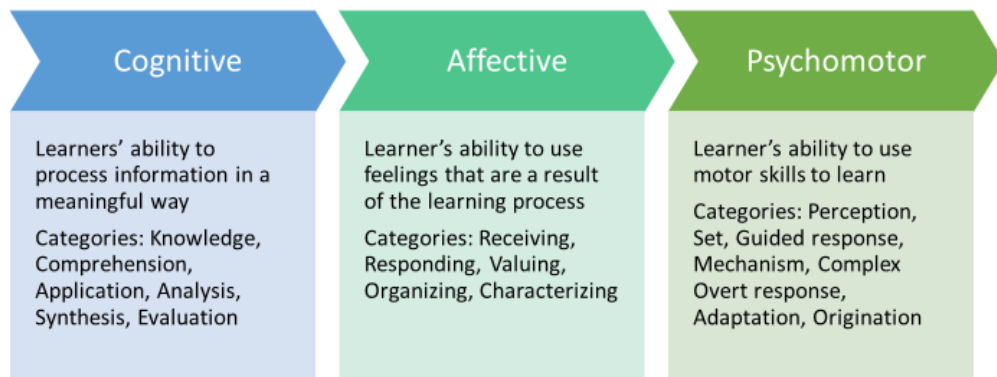 Cognitive
Learners’ ability to
process information in a
meaningful way
Categories: Knowledge,
Comprehension,
Application, Analysis,
Synthesis, Evaluation
Affective
Learner’s ability to use
feelings that are a result
of the learning process
Categories: Receiving,
Responding, Valuing,
Organizing, Characterizing
Psychomotor
Learner’s ability to use
motor skills to learn
Categories: Perception,
Set, Guided response,
Mechanism, Complex
Overt response,
Adaptation, Origination